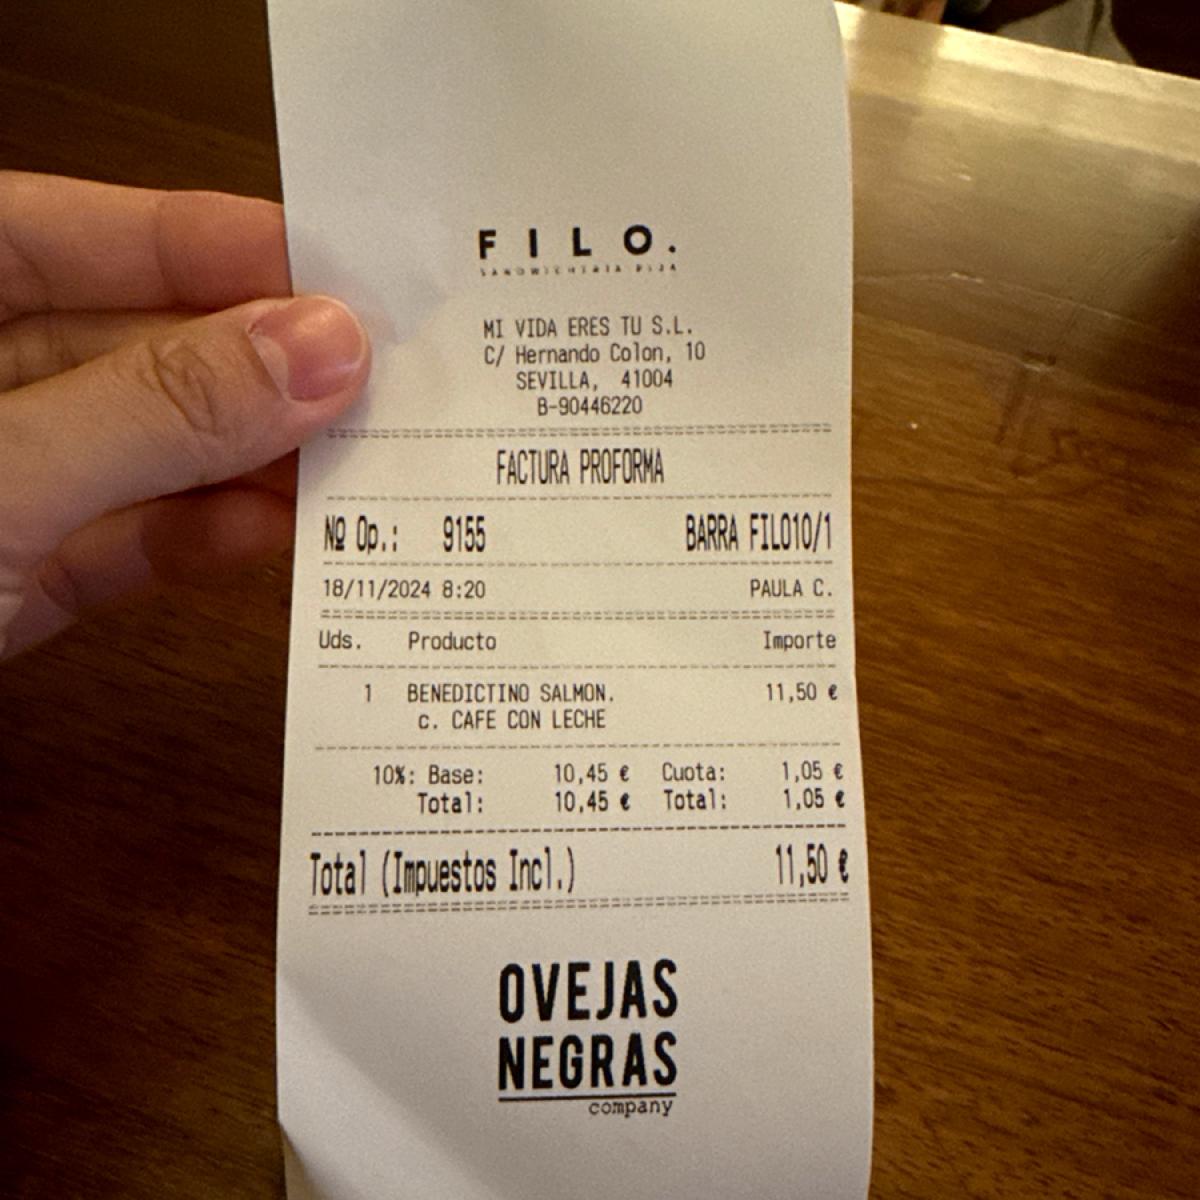 FILO.
SANDWICHERIA PIJA
MI VIDA ERES TU S.L.
C/ Hernando Colon, 10
SEVILLA, 41004
B-90446220
FACTURA PROFORMA
Nº Op.: 9155 BARRA FILO10/1
18/11/2024 8:20 PAULA C.
Uds. Producto Importe
1 BENEDICTINO SALMON. 11,50 €
c. CAFE CON LECHE
10%: Base: 10,45 € Cuota: 1,05 €
Total: 10,45 € Total: 1,05 €
Total (Impuestos Incl.) 11,50 €
OVEJAS
NEGRAS
company